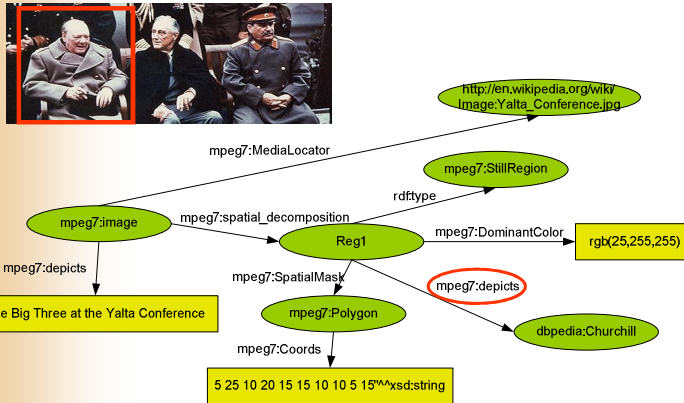 http://en.wikipedia.org/wiki/
Image:Yalta_Conference.jpg
mpeg7:MediaLocator
mpeg7:StillRegion
rdf:type
mpeg7:image
mpeg7:spatial_decomposition
mpeg7:DominantColor
rgb(25,255,255)
Reg1
mpeg7:depicts
mpeg7:SpatialMask
mpeg7:depicts
e Big Three at the Yalta Conference
mpeg7:Polygon
dbpedia:Churchill
mpeg7:Coords
5 25 10 20 15 15 10 10 5 15"^^xsd:string